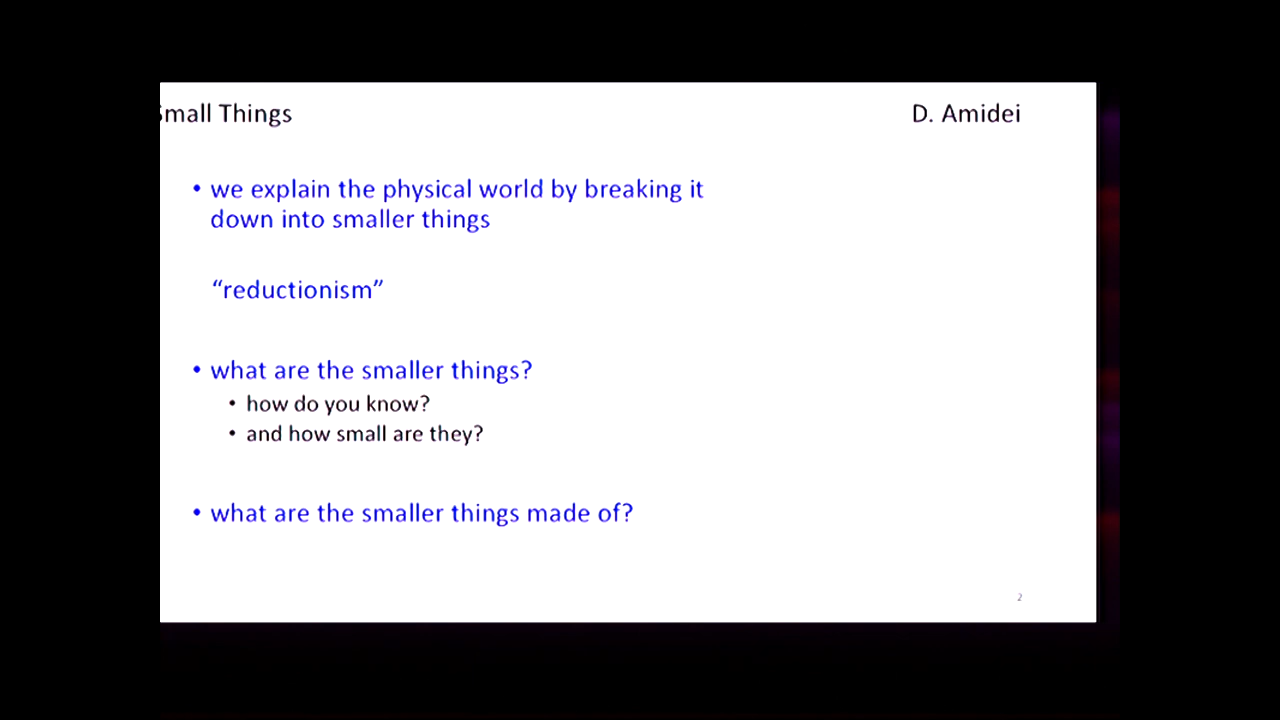 Small Things
D. Amidei
• we explain the physical world by breaking it
down into smaller things
“reductionism”
• what are the smaller things?
• how do you know?
• and how small are they?
• what are the smaller things made of?
2